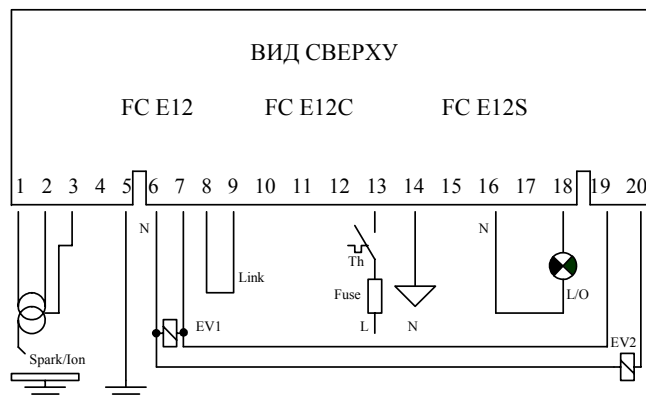 ВИД СВЕРХУ
FC E12 FC E12C FC E12S
1 2 3 4 5 6 7 8 9 10 11 12 13 14 15 16 17 18 19 20
N N
Th
Link L/O
Fuse
L N
EV1 EV2
Spark/Ion